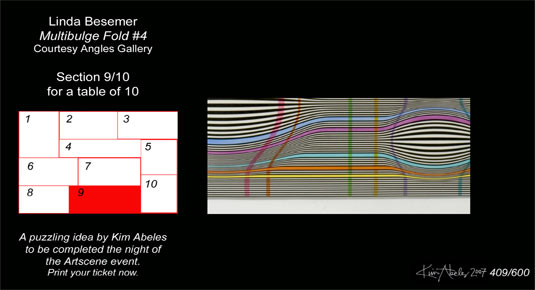 Linda Besemer
Multibulge Fold #4
Courtesy Angles Gallery
Section 9/10
for a table of 10
1
2
3
4
5
6
7
8
9
10
A puzzling idea by Kim Abeles
to be completed the night of
the Artscene event.
Print your ticket now.
Kim Abeles 2007 409/600